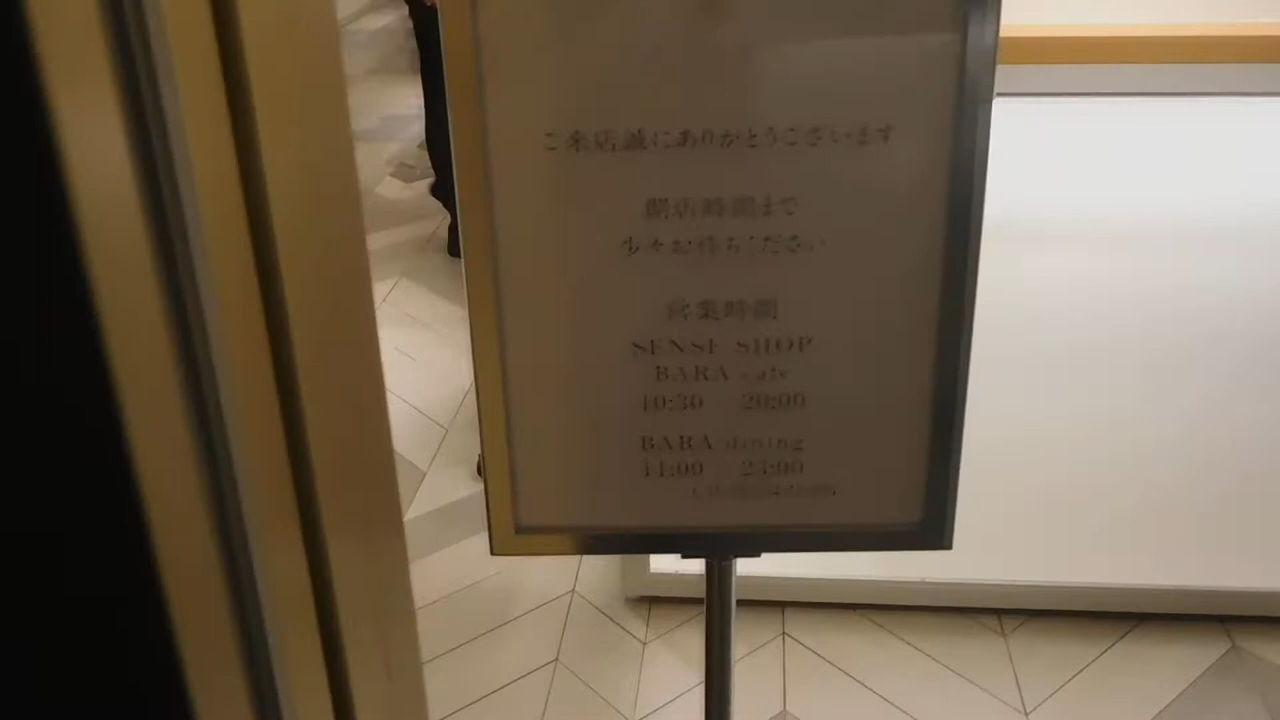 ご来店誠にありがとうございます
開店時間まで
少々お待ちください
営業時間
SENSE SHOP
BARA cafe
10:30 20:00
BARA dining
11:00 23:00